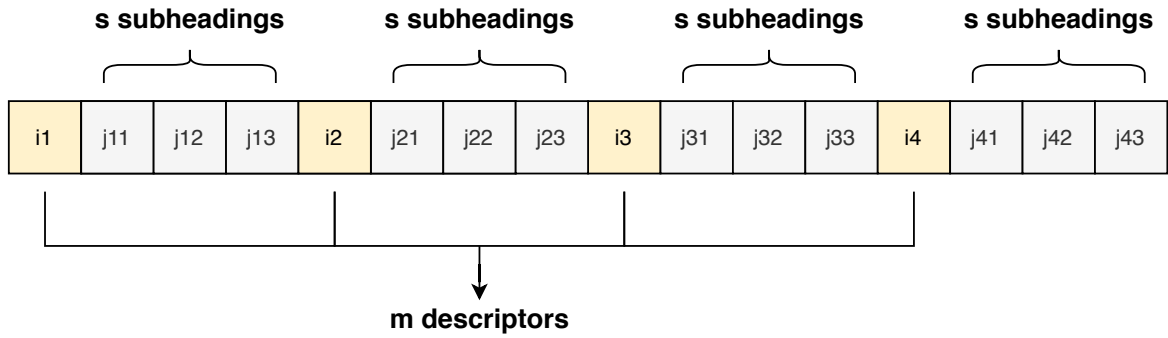 s subheadings s subheadings s subheadings s subheadings
i1 j11 j12 j13 i2 j21 j22 j23 i3 j31 j32 j33 i4 j41 j42 j43
m descriptors